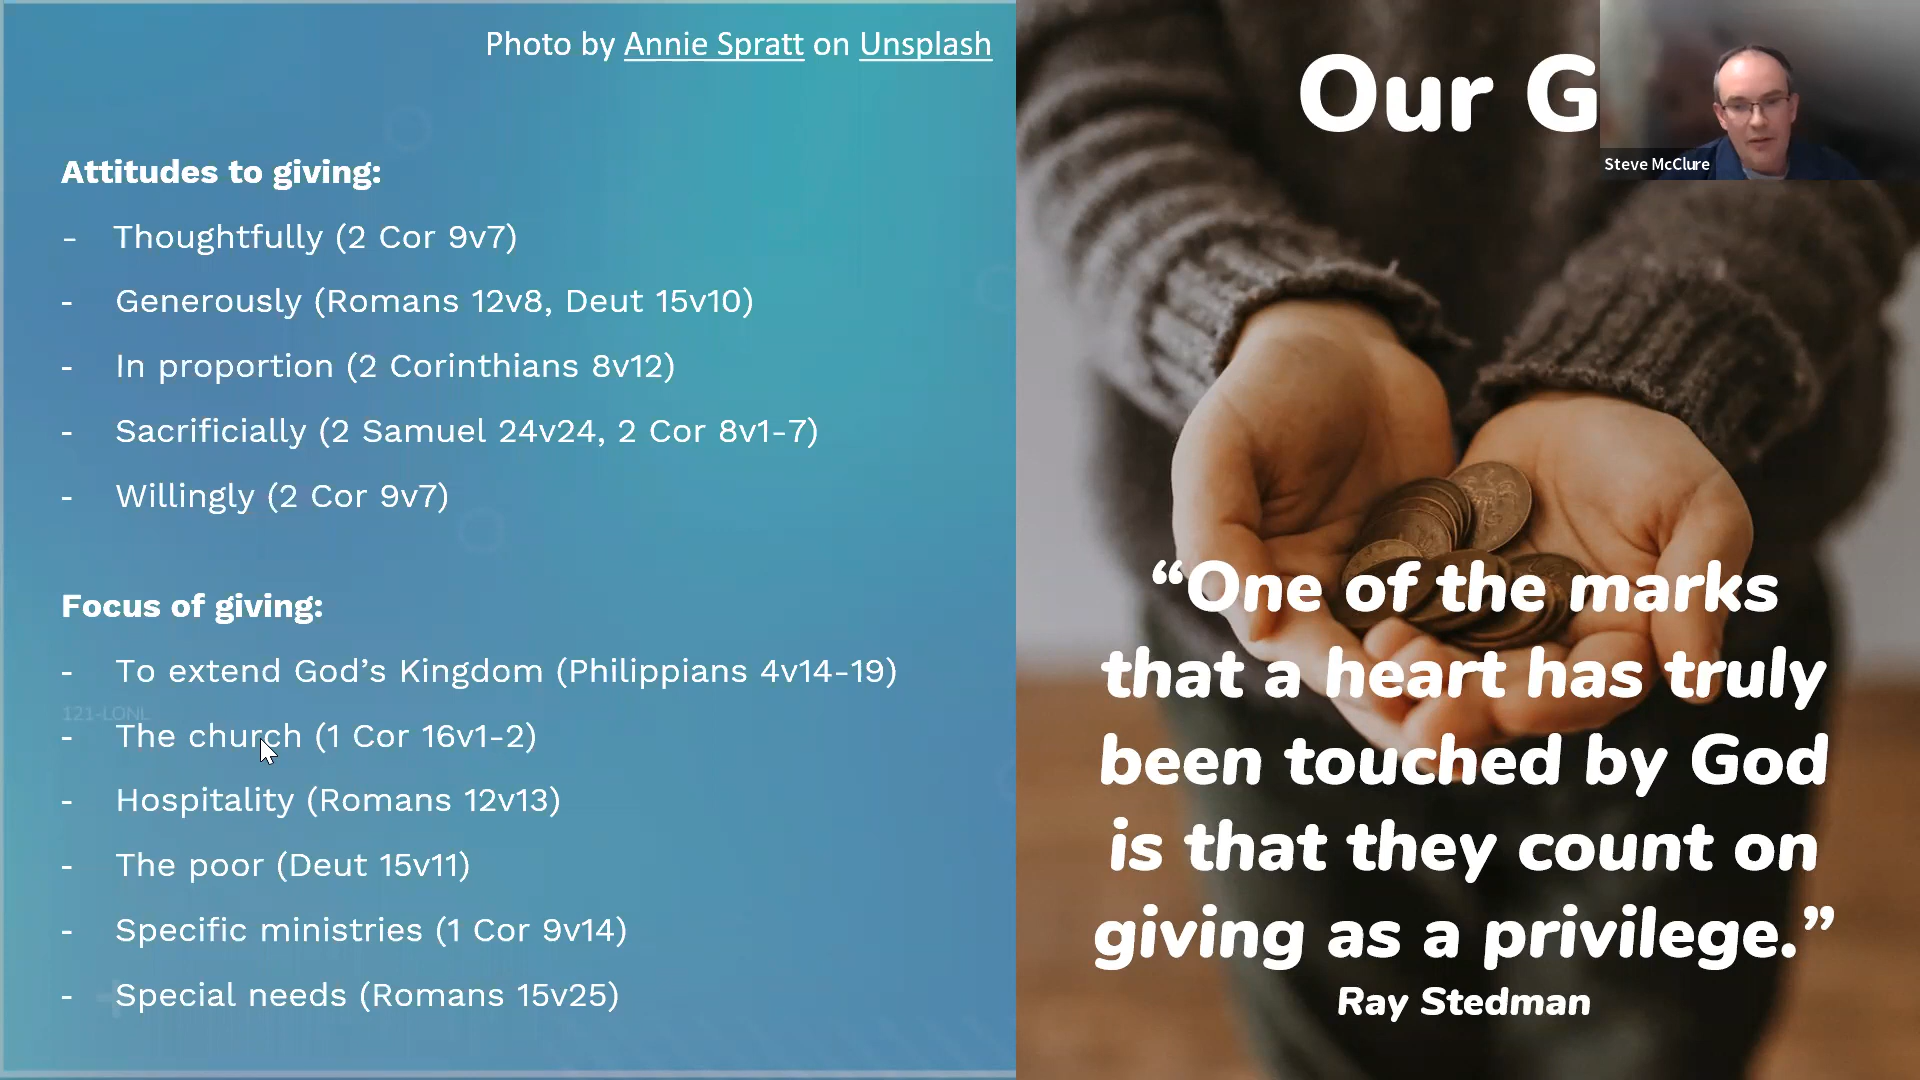 Photo by Annie Spratt on Unsplash
Attitudes to giving:
- Thoughtfully (2 Cor 9v7)
- Generously (Romans 12v8, Deut 15v10)
- In proportion (2 Corinthians 8v12)
- Sacrificially (2 Samuel 24v24, 2 Cor 8v1-7)
- Willingly (2 Cor 9v7)
Focus of giving:
- To extend God’s Kingdom (Philippians 4v14-19)
121-LONL
- The church (1 Cor 16v1-2)
- Hospitality (Romans 12v13)
- The poor (Deut 15v11)
- Specific ministries (1 Cor 9v14)
- Special needs (Romans 15v25)
Our G
Steve McClure
“One of the marks
that a heart has truly
been touched by God
is that they count on
giving as a privilege.”
Ray Stedman